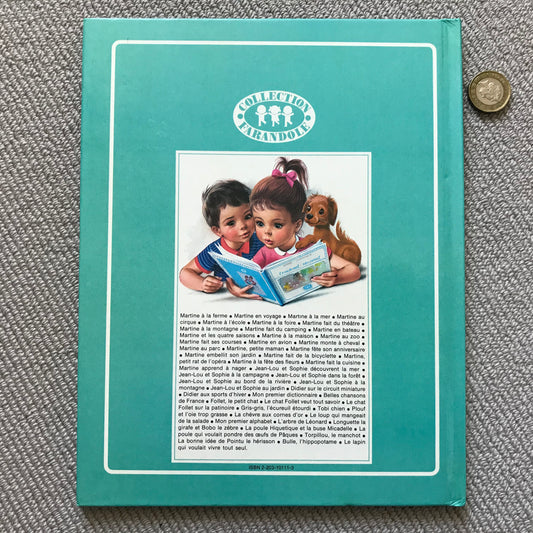 COLLECTION
FARANDOLE
Martine à la ferme • Martine en voyage • Martine à la mer • Martine au
cirque • Martine à l'école • Martine à la foire • Martine fait du théâtre •
Martine à la montagne • Martine fait du camping • Martine en bateau •
Martine et les quatre saisons • Martine à la maison • Martine au zoo •
Martine fait ses courses • Martine en avion • Martine monte à cheval •
Martine au parc • Martine, petite maman • Martine fête son anniversaire
• Martine embellit son jardin • Martine fait de la bicyclette • Martine,
petit rat de l'opéra • Martine à la fête des fleurs • Martine fait la cuisine •
Martine apprend à nager • Jean-Lou et Sophie découvrent la mer •
Jean-Lou et Sophie à la campagne • Jean-Lou et Sophie dans la forêt •
Jean-Lou et Sophie au bord de la rivière • Jean-Lou et Sophie à la
montagne • Jean-Lou et Sophie au jardin • Didier sur le circuit miniature
• Didier aux sports d'hiver • Mon premier dictionnaire • Belles chansons
de France • Follet, le petit chat • Le chat Follet veut tout savoir • Le chat
Follet sur la patinoire • Gris-gris, l'écureuil étourdi • Tobi chien • Plouf
et l'oie trop grasse • La chèvre aux cornes d'or • Le loup qui mangeait
de la salade • Mon premier alphabet • L'arbre de Léonard • Longuette la
girafe et Bobo le zèbre • La poule Hiquetique et la buse Micadelle • La
poule qui voulait pondre des œufs de Pâques • Torpillou, le manchot •
La bonne idée de Pointu le hérisson • Bulle, l'hippopotame • Le lapin
qui voulait vivre tout seul.
ISBN 2-203-10111-3